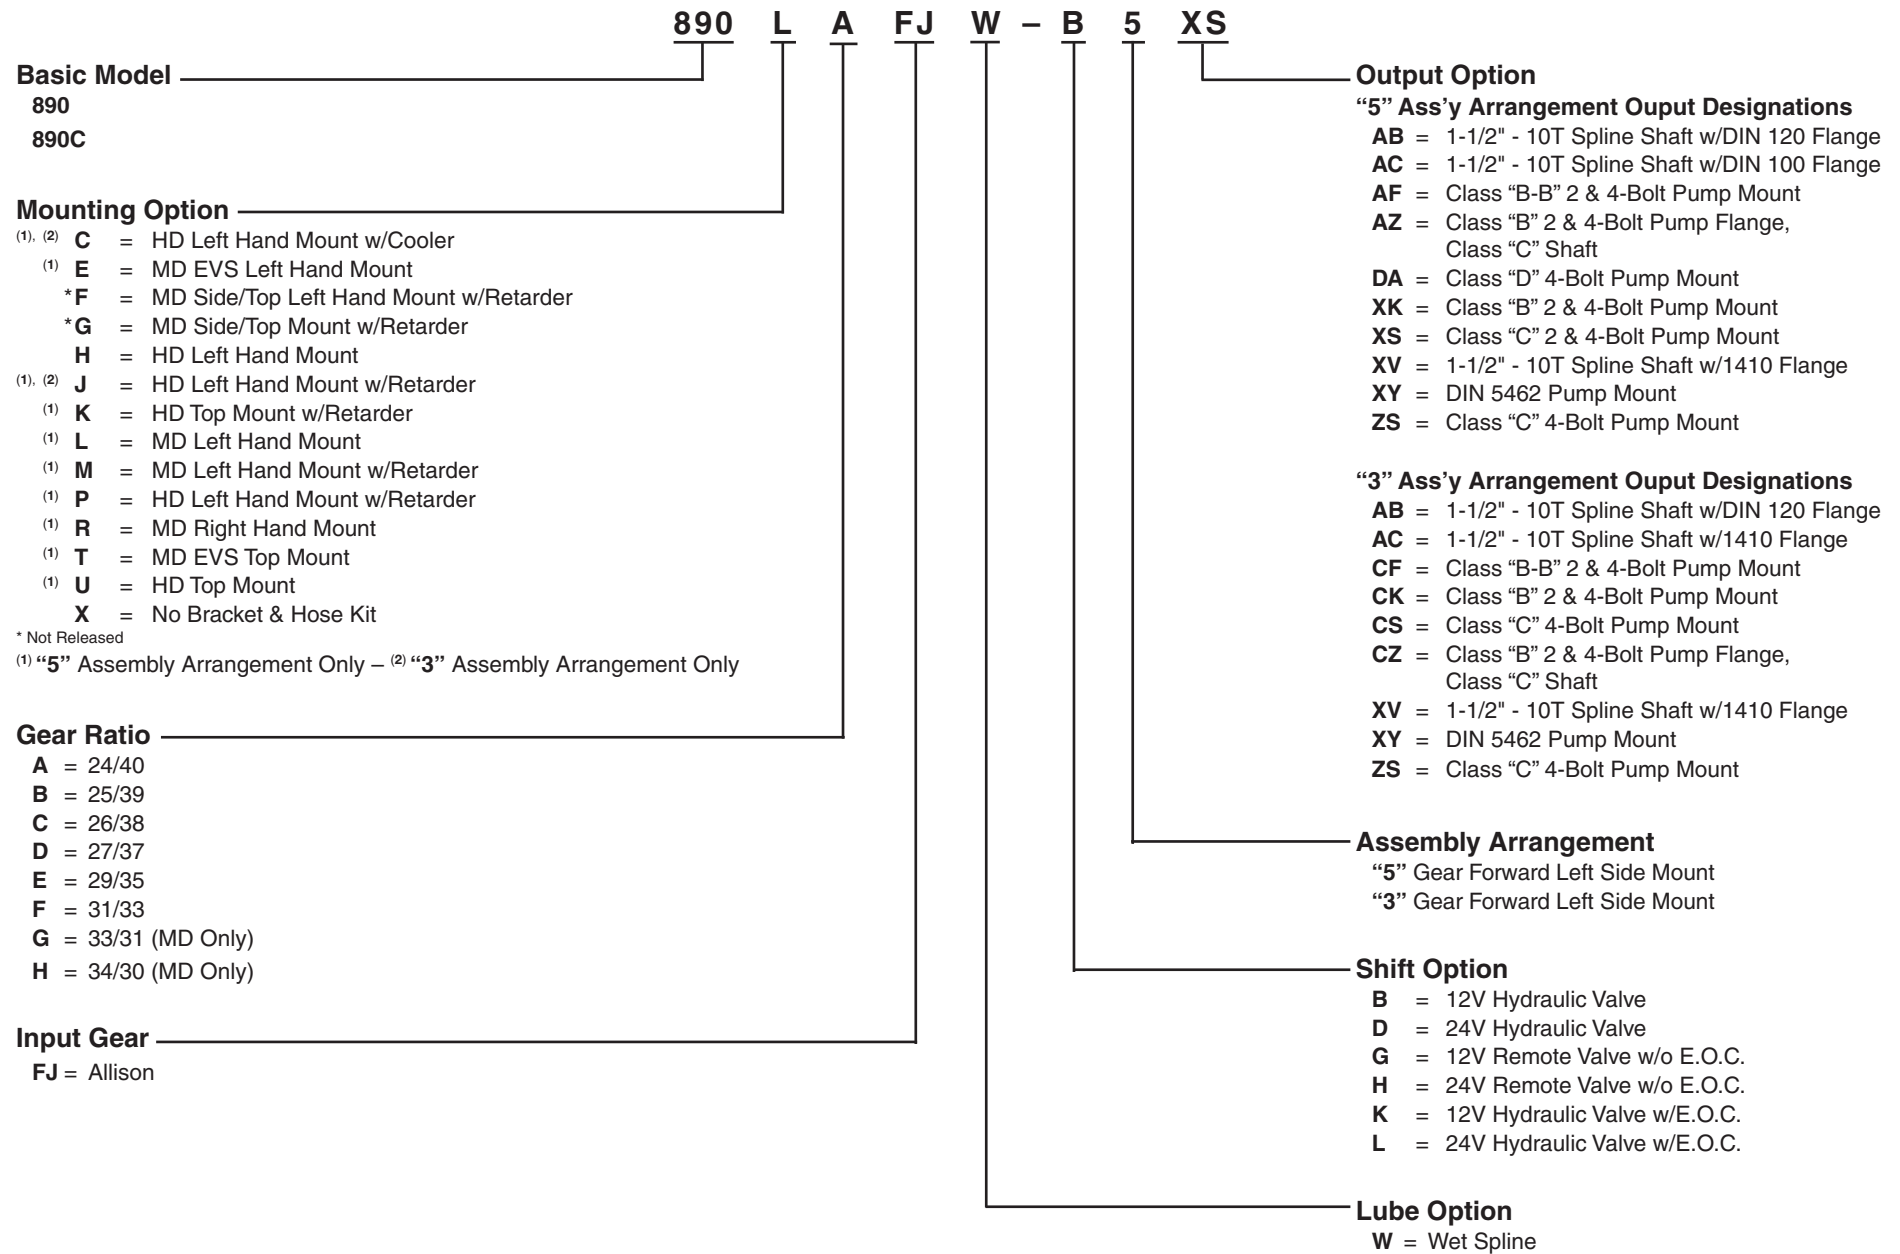 890 L A FJ W – B 5 XS
Basic Model
890
890C
Mounting Option
(1), (2) C = HD Left Hand Mount w/Cooler
(1) E = MD EVS Left Hand Mount
*F = MD Side/Top Left Hand Mount w/Retarder
*G = MD Side/Top Mount w/Retarder
H = HD Left Hand Mount
(1), (2) J = HD Left Hand Mount w/Retarder
(1) K = HD Top Mount w/Retarder
(1) L = MD Left Hand Mount
(1) M = MD Left Hand Mount w/Retarder
(1) P = HD Left Hand Mount w/Retarder
(1) R = MD Right Hand Mount
(1) T = MD EVS Top Mount
(1) U = HD Top Mount
X = No Bracket & Hose Kit
* Not Released
(1) “5” Assembly Arrangement Only – (2) “3” Assembly Arrangement Only
Gear Ratio
A = 24/40
B = 25/39
C = 26/38
D = 27/37
E = 29/35
F = 31/33
G = 33/31 (MD Only)
H = 34/30 (MD Only)
Input Gear
FJ = Allison
Output Option
“5” Ass’y Arrangement Ouput Designations
AB = 1-1/2" - 10T Spline Shaft w/DIN 120 Flange
AC = 1-1/2" - 10T Spline Shaft w/DIN 100 Flange
AF = Class “B-B” 2 & 4-Bolt Pump Mount
AZ = Class “B” 2 & 4-Bolt Pump Flange,
Class “C” Shaft
DA = Class “D” 4-Bolt Pump Mount
XK = Class “B” 2 & 4-Bolt Pump Mount
XS = Class “C” 2 & 4-Bolt Pump Mount
XV = 1-1/2" - 10T Spline Shaft w/1410 Flange
XY = DIN 5462 Pump Mount
ZS = Class “C” 4-Bolt Pump Mount
“3” Ass’y Arrangement Ouput Designations
AB = 1-1/2" - 10T Spline Shaft w/DIN 120 Flange
AC = 1-1/2" - 10T Spline Shaft w/1410 Flange
CF = Class “B-B” 2 & 4-Bolt Pump Mount
CK = Class “B” 2 & 4-Bolt Pump Mount
CS = Class “C” 4-Bolt Pump Mount
CZ = Class “B” 2 & 4-Bolt Pump Flange,
Class “C” Shaft
XV = 1-1/2" - 10T Spline Shaft w/1410 Flange
XY = DIN 5462 Pump Mount
ZS = Class “C” 4-Bolt Pump Mount
Assembly Arrangement
“5” Gear Forward Left Side Mount
“3” Gear Forward Left Side Mount
Shift Option
B = 12V Hydraulic Valve
D = 24V Hydraulic Valve
G = 12V Remote Valve w/o E.O.C.
H = 24V Remote Valve w/o E.O.C.
K = 12V Hydraulic Valve w/E.O.C.
L = 24V Hydraulic Valve w/E.O.C.
Lube Option
W = Wet Spline